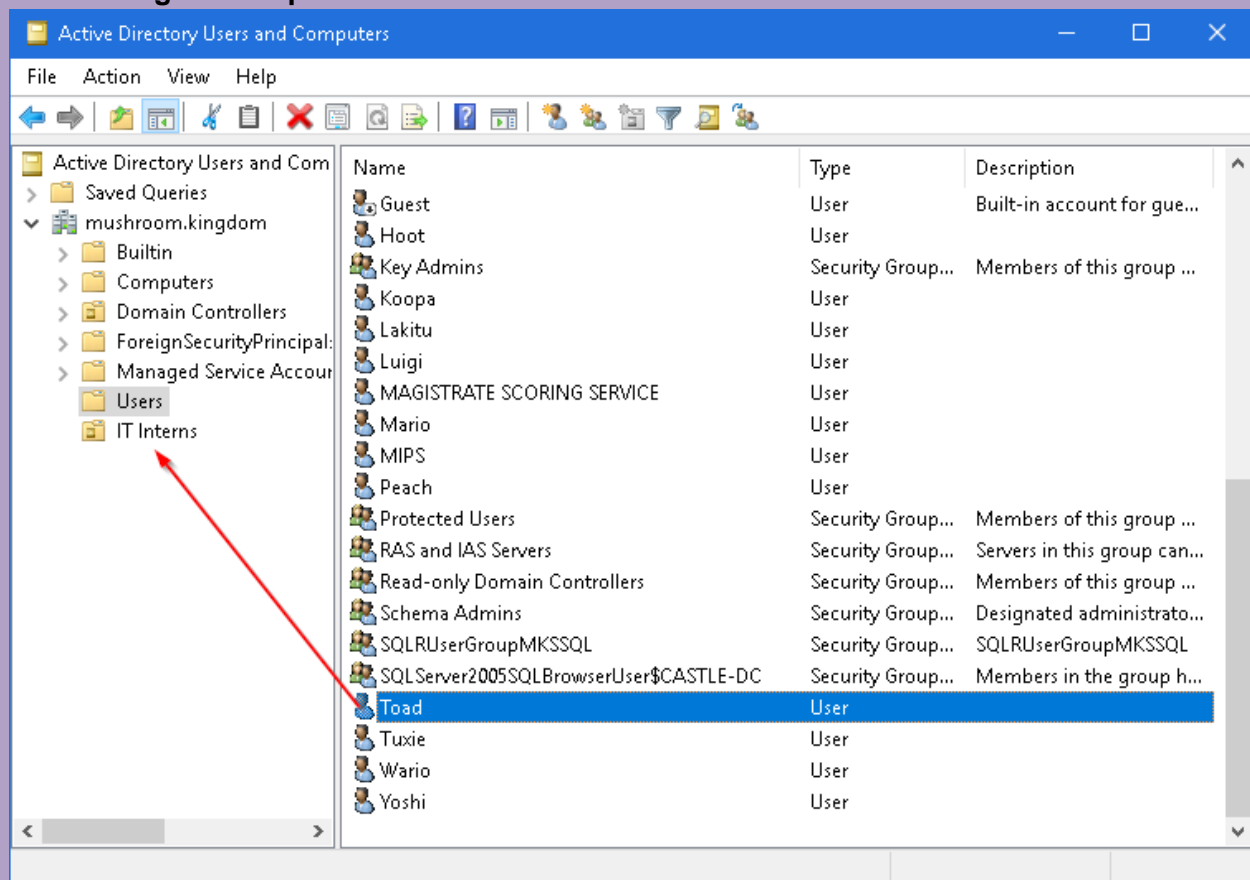 Active Directory Users and Computers
File Action View Help
Active Directory Users and Com
Saved Queries
mushroom.kingdom
Builtin
Computers
Domain Controllers
ForeignSecurityPrincipal:
Managed Service Accour
Users
IT Interns
Name Type Description
Guest User Built-in account for gue...
Hoot User
Key Admins Security Group... Members of this group ...
Koopa User
Lakitu User
Luigi User
MAGISTRATE SCORING SERVICE User
Mario User
MIPS User
Peach User
Protected Users Security Group... Members of this group ...
RAS and IAS Servers Security Group... Servers in this group can...
Read-only Domain Controllers Security Group... Members of this group ...
Schema Admins Security Group... Designated administrato...
SQLRUserGroupMKSSQL Security Group... SQLRUserGroupMKSSQL
SQLServer2005SQLBrowserUser$CASTLE-DC Security Group... Members in the group h...
Toad User
Tuxie User
Wario User
Yoshi User